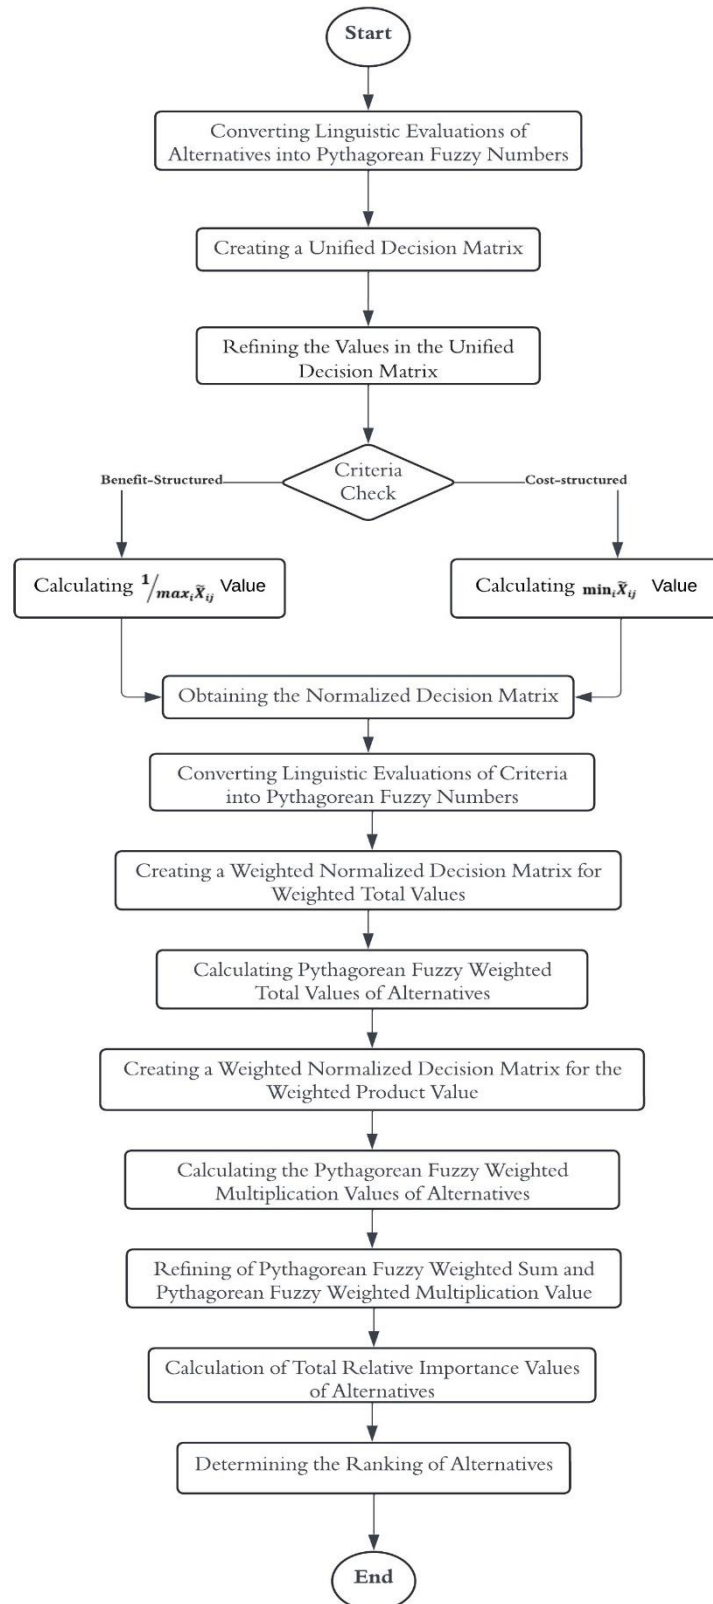 Start
Converting Linguistic Evaluations of
Alternatives into Pythagorean Fuzzy Numbers
Creating a Unified Decision Matrix
Refining the Values in the Unified
Decision Matrix
Criteria
Check
Benefit-Structured
Cost-structured
Calculating 1/max_i X̃_ij Value
Calculating min_i X̃_ij Value
Obtaining the Normalized Decision Matrix
Converting Linguistic Evaluations of Criteria
into Pythagorean Fuzzy Numbers
Creating a Weighted Normalized Decision Matrix for
Weighted Total Values
Calculating Pythagorean Fuzzy Weighted
Total Values of Alternatives
Creating a Weighted Normalized Decision Matrix for the
Weighted Product Value
Calculating the Pythagorean Fuzzy Weighted
Multiplication Values of Alternatives
Refining of Pythagorean Fuzzy Weighted Sum and
Pythagorean Fuzzy Weighted Multiplication Value
Calculation of Total Relative Importance Values
of Alternatives
Determining the Ranking of Alternatives
End